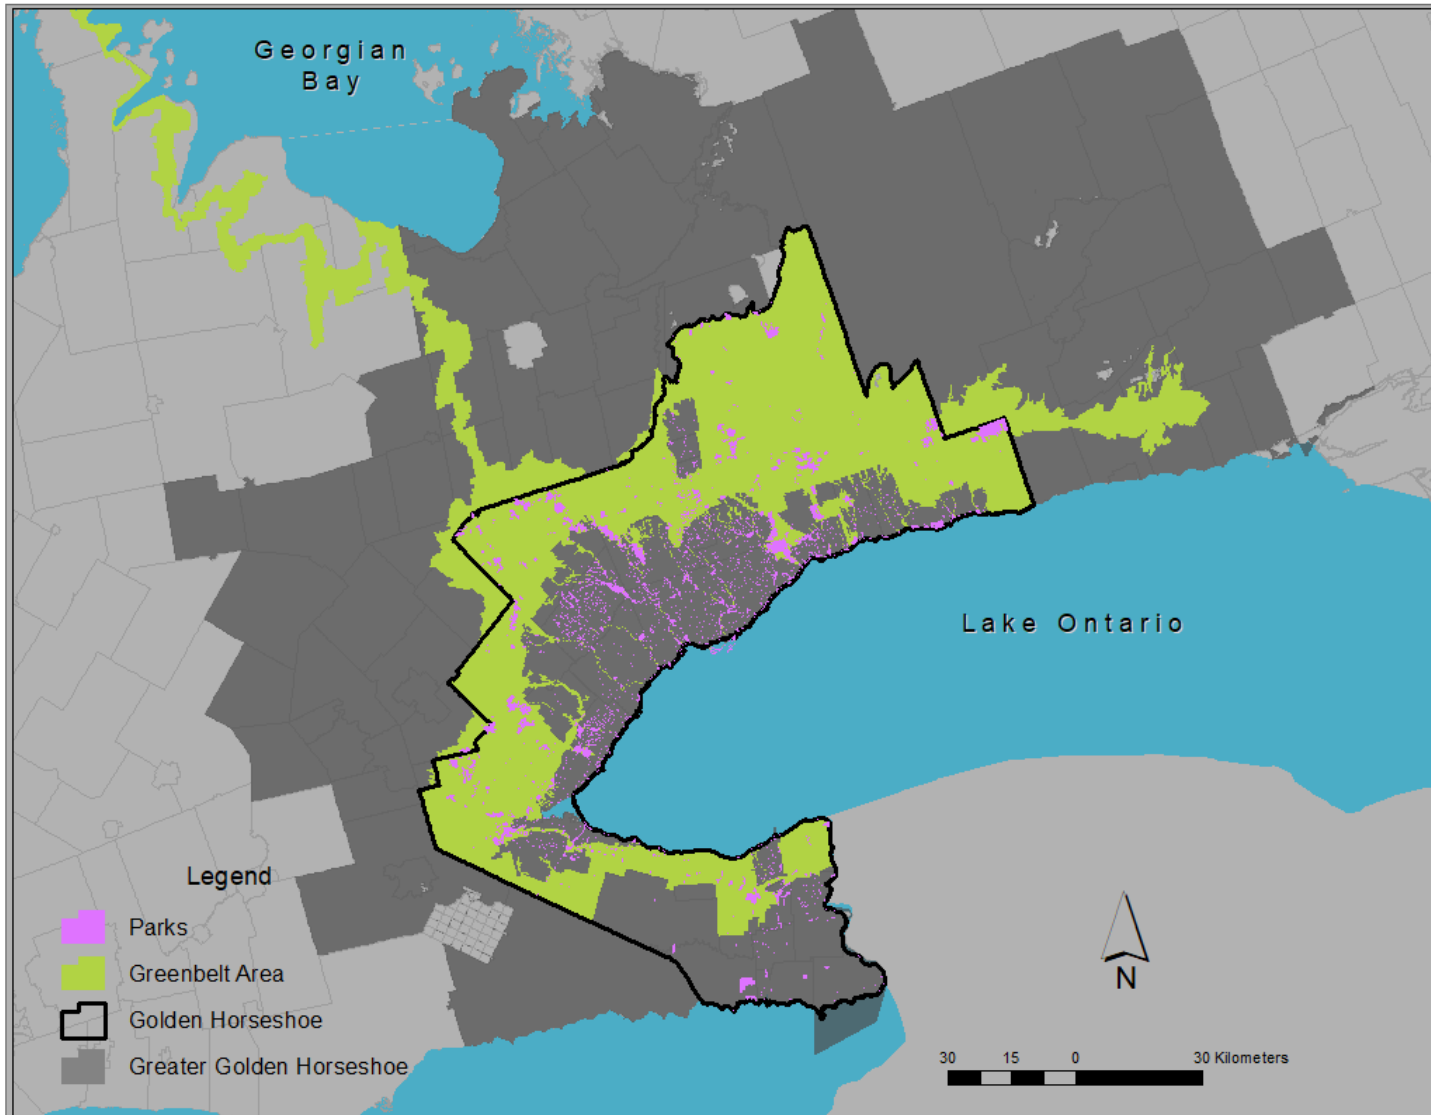 Georgian
Bay
Lake Ontario
Legend
Parks
Greenbelt Area
Golden Horseshoe
Greater Golden Horseshoe
N
30 15 0 30 Kilometers